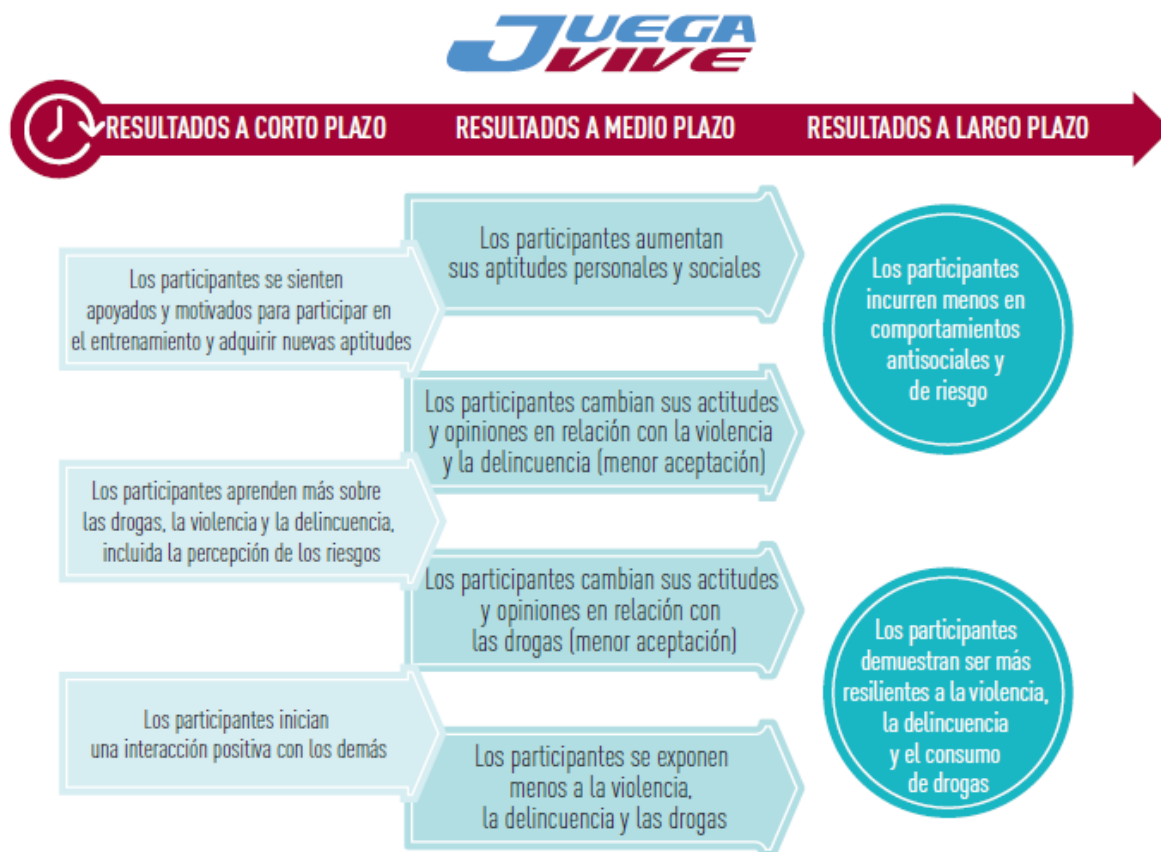 JUEGA
VIVE
RESULTADOS A CORTO PLAZO
RESULTADOS A MEDIO PLAZO
RESULTADOS A LARGO PLAZO
Los participantes se sienten
apoyados y motivados para participar en
el entrenamiento y adquirir nuevas aptitudes
Los participantes aprenden más sobre
las drogas, la violencia y la delincuencia,
incluida la percepción de los riesgos
Los participantes inician
una interacción positiva con los demás
Los participantes aumentan
sus aptitudes personales y sociales
Los participantes cambian sus actitudes
y opiniones en relación con la violencia
y la delincuencia (menor aceptación)
Los participantes cambian sus actitudes
y opiniones en relación con
las drogas (menor aceptación)
Los participantes se exponen
menos a la violencia,
la delincuencia y las drogas
Los participantes
incurren menos en
comportamientos
antisociales y
de riesgo
Los participantes
demuestran ser más
resilientes a la violencia,
la delincuencia
y el consumo
de drogas